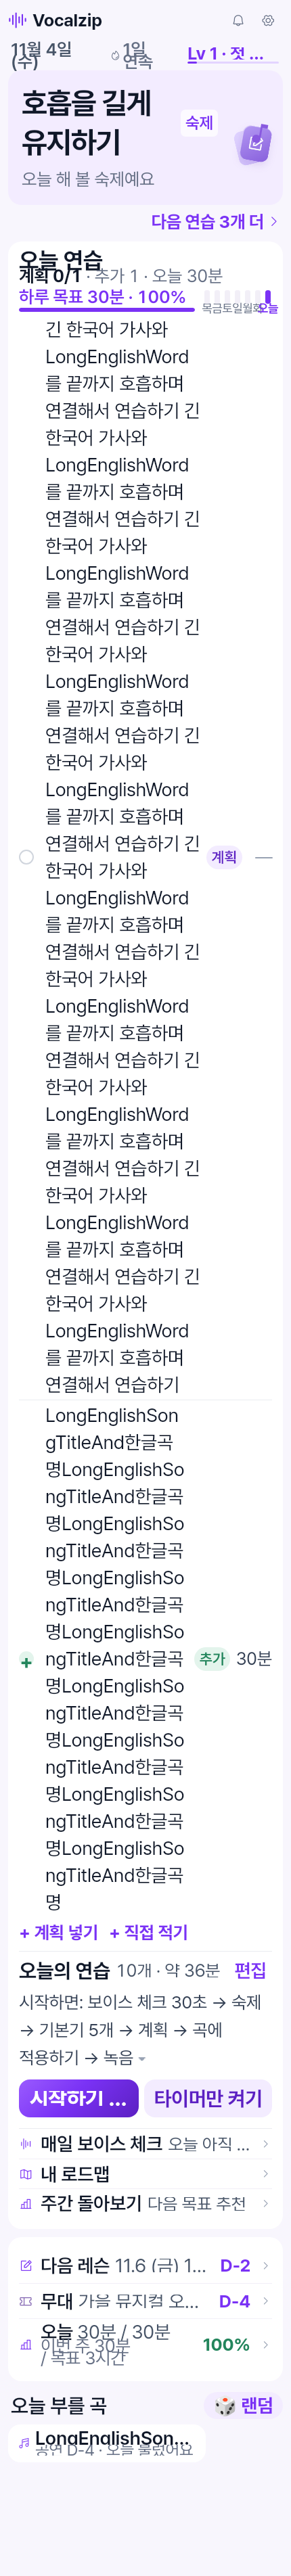 Vocalzip
11월 4일
(수)
1일
연속
Lv 1 · 첫 ...
호흡을 길게
유지하기
숙제
오늘 해 볼 숙제예요
다음 연습 3개 더
오늘 연습
계획 0/1 · 추가 1 · 오늘 30분
하루 목표 30분 · 100%
목금토일월화오늘
긴 한국어 가사와
LongEnglishWord
를 끝까지 호흡하며
연결해서 연습하기 긴
한국어 가사와
LongEnglishWord
를 끝까지 호흡하며
연결해서 연습하기 긴
한국어 가사와
LongEnglishWord
를 끝까지 호흡하며
연결해서 연습하기 긴
한국어 가사와
LongEnglishWord
를 끝까지 호흡하며
연결해서 연습하기 긴
한국어 가사와
LongEnglishWord
를 끝까지 호흡하며
연결해서 연습하기 긴
한국어 가사와
LongEnglishWord
를 끝까지 호흡하며
연결해서 연습하기 긴
한국어 가사와
LongEnglishWord
를 끝까지 호흡하며
연결해서 연습하기 긴
한국어 가사와
LongEnglishWord
를 끝까지 호흡하며
연결해서 연습하기 긴
한국어 가사와
LongEnglishWord
를 끝까지 호흡하며
연결해서 연습하기 긴
한국어 가사와
LongEnglishWord
를 끝까지 호흡하며
연결해서 연습하기
계획 —
LongEnglishSon
gTitleAnd한글곡
명LongEnglishSo
ngTitleAnd한글곡
명LongEnglishSo
ngTitleAnd한글곡
명LongEnglishSo
ngTitleAnd한글곡
명LongEnglishSo
ngTitleAnd한글곡
명LongEnglishSo
ngTitleAnd한글곡
명LongEnglishSo
ngTitleAnd한글곡
명LongEnglishSo
ngTitleAnd한글곡
명LongEnglishSo
ngTitleAnd한글곡
명
추가 30분
+ 계획 넣기 + 직접 적기
오늘의 연습 10개 · 약 36분 편집
시작하면: 보이스 체크 30초 → 숙제
→ 기본기 5개 → 계획 → 곡에
적용하기 → 녹음
시작하기 ...
타이머만 켜기
매일 보이스 체크 오늘 아직 ...
내 로드맵
주간 돌아보기 다음 목표 추천
다음 레슨 11.6 (금) 1... D-2
무대 가을 뮤지컬 오... D-4
오늘 30분 / 30분
이번 주 30분
/ 목표 3시간
100%
오늘 부를 곡
🎲 랜덤
LongEnglishSon...
공연 D-4 · 오늘 불렀어요